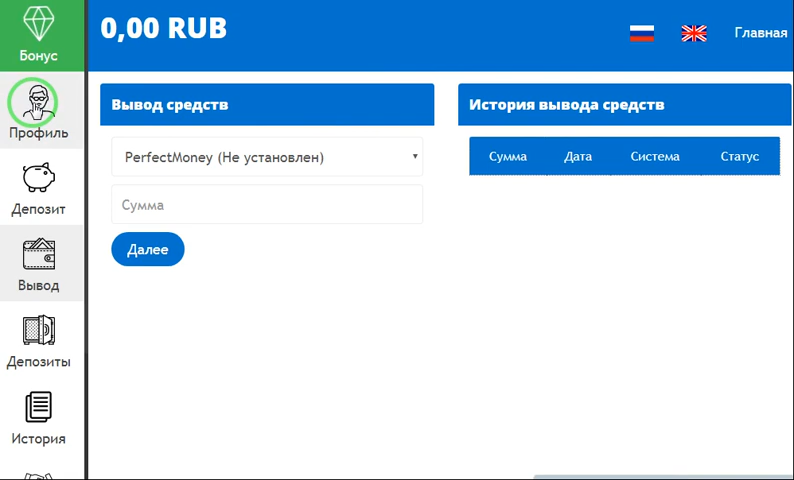 Бонус
Профиль
Депозит
Вывод
Депозиты
История
0,00 RUB
Главная
Вывод средств
PerfectMoney (Не установлен)
Сумма
Далее
История вывода средств
Сумма Дата Система Статус